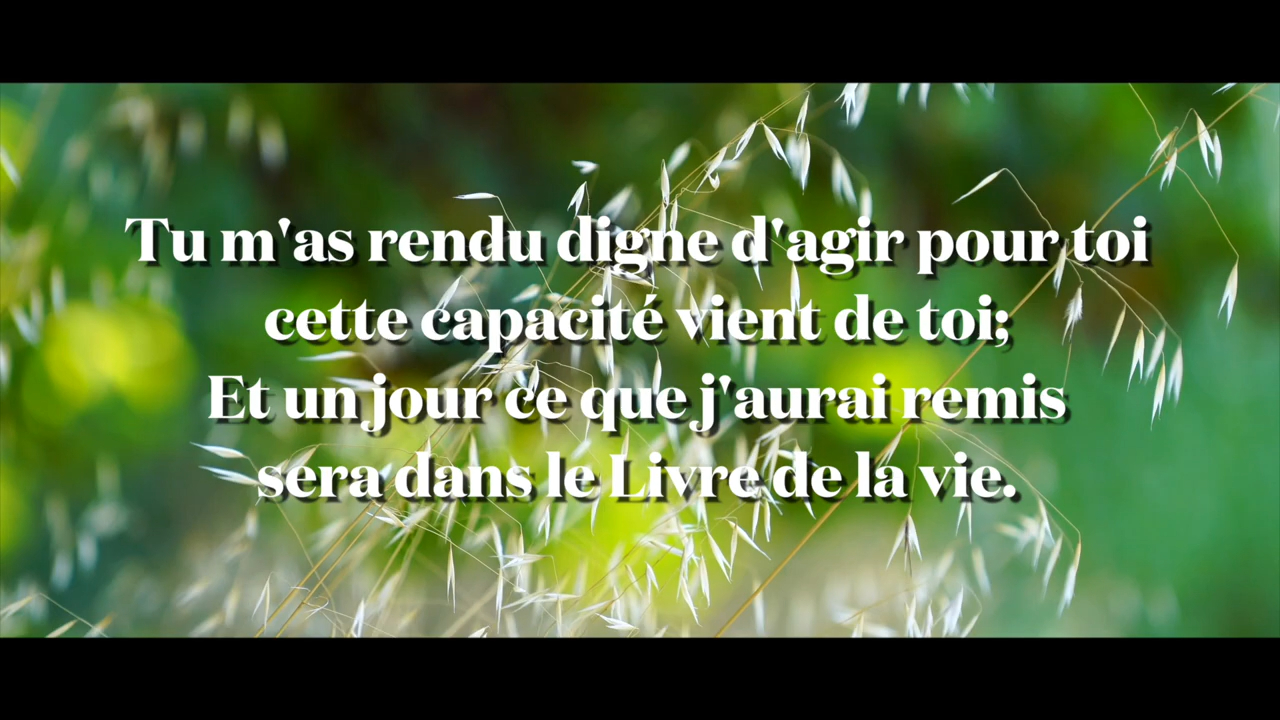 Tu m'as rendu digne d'agir pour toi
cette capacité vient de toi;
Et un jour ce que j'aurai remis
sera dans le Livre de la vie.